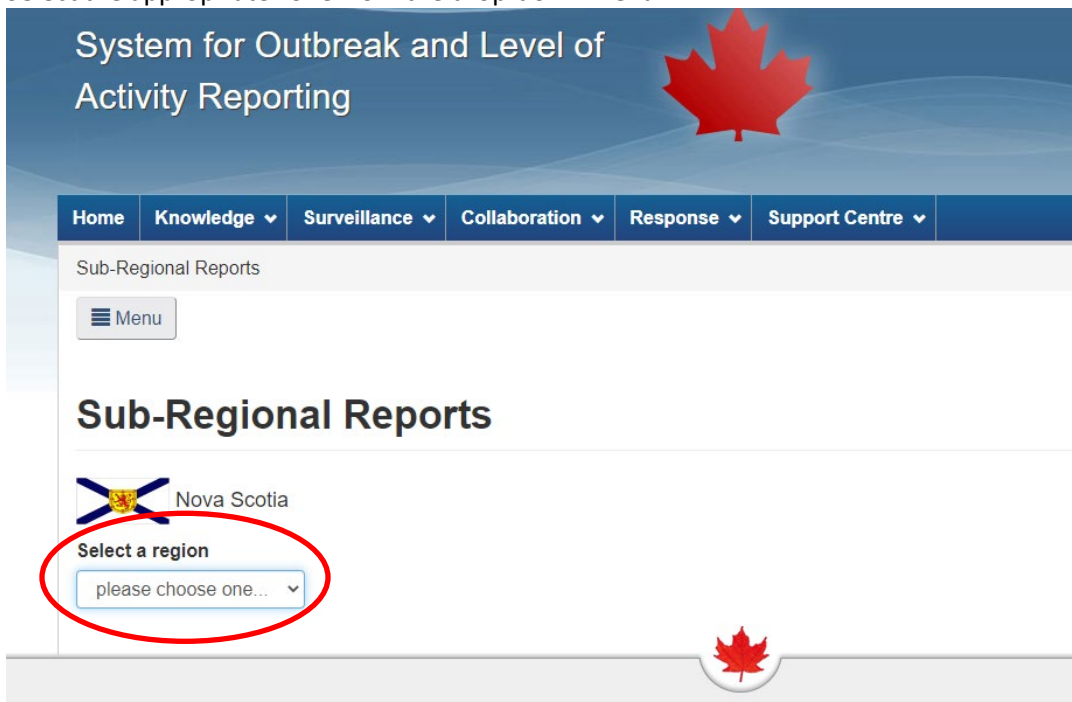 System for Outbreak and Level of
Activity Reporting
Home Knowledge Surveillance Collaboration Response Support Centre
Sub-Regional Reports
Menu
Sub-Regional Reports
Nova Scotia
Select a region
please choose one...